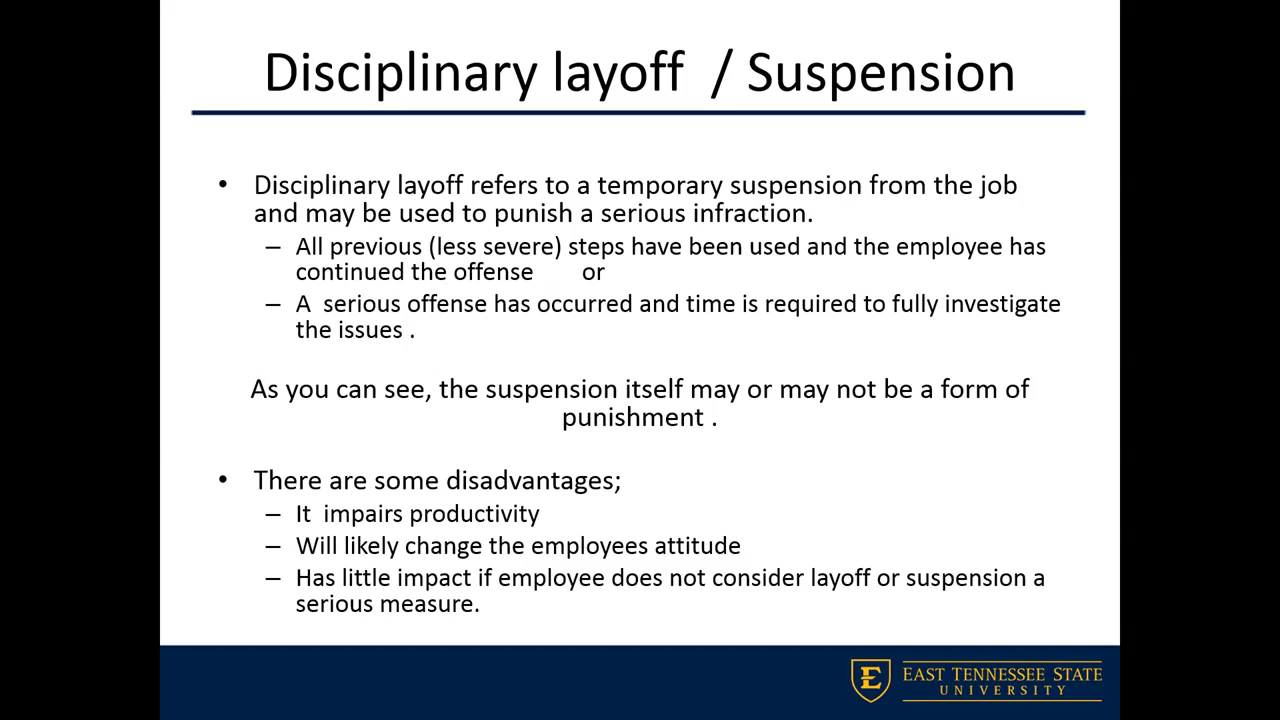 Disciplinary layoff / Suspension
• Disciplinary layoff refers to a temporary suspension from the job
and may be used to punish a serious infraction.
– All previous (less severe) steps have been used and the employee has
continued the offense or
– A serious offense has occurred and time is required to fully investigate
the issues .
As you can see, the suspension itself may or may not be a form of
punishment .
• There are some disadvantages;
– It impairs productivity
– Will likely change the employees attitude
– Has little impact if employee does not consider layoff or suspension a
serious measure.
E
EAST TENNESSEE STATE
UNIVERSITY